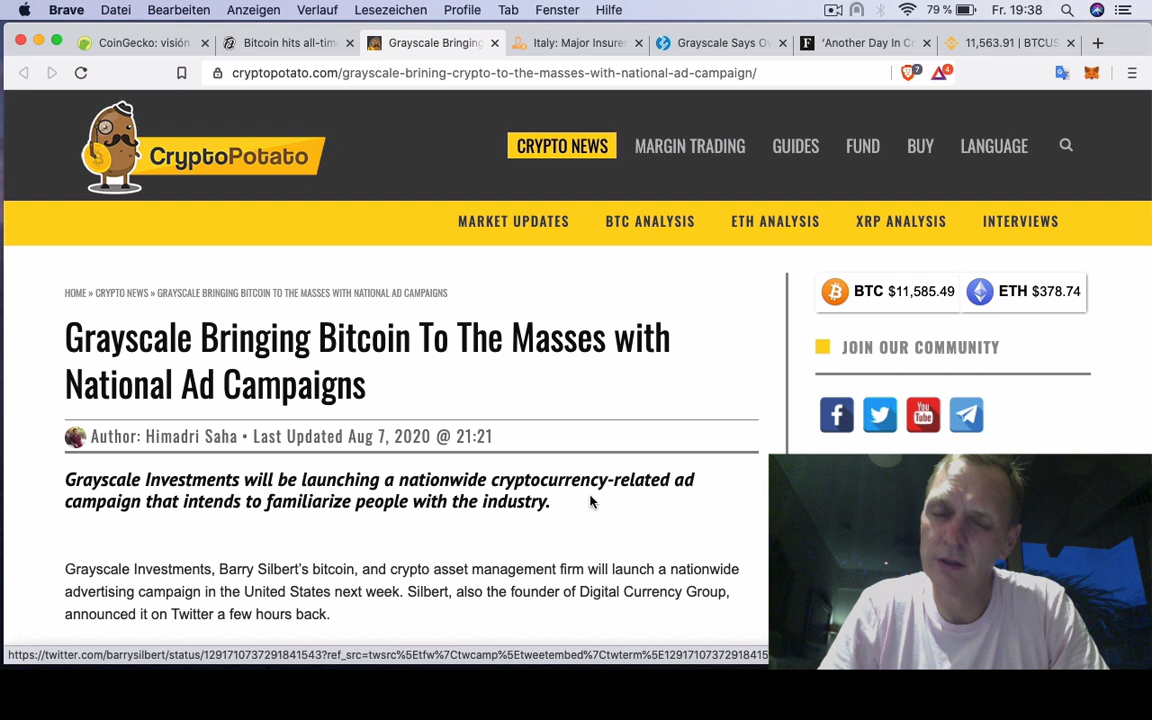 Brave Datei Bearbeiten Anzeigen Verlauf Lesezeichen Profile Tab Fenster Hilfe 79 % Fr. 19:38
CoinGecko: visión Bitcoin hits all-time Grayscale Bringing Italy: Major Insurer Grayscale Says Ov "Another Day In Cr 11,563.91 | BTCUS
cryptopotato.com/grayscale-brining-crypto-to-the-masses-with-national-ad-campaign/ 7 4
CryptoPotato
CRYPTO NEWS MARGIN TRADING GUIDES FUND BUY LANGUAGE
MARKET UPDATES BTC ANALYSIS ETH ANALYSIS XRP ANALYSIS INTERVIEWS
HOME » CRYPTO NEWS » GRAYSCALE BRINGING BITCOIN TO THE MASSES WITH NATIONAL AD CAMPAIGNS
BTC $11,585.49 ETH $378.74
Grayscale Bringing Bitcoin To The Masses with
National Ad Campaigns
JOIN OUR COMMUNITY
You Tube
Author: Himadri Saha • Last Updated Aug 7, 2020 @ 21:21
Grayscale Investments will be launching a nationwide cryptocurrency-related ad
campaign that intends to familiarize people with the industry.
Grayscale Investments, Barry Silbert's bitcoin, and crypto asset management firm will launch a nationwide
advertising campaign in the United States next week. Silbert, also the founder of Digital Currency Group,
announced it on Twitter a few hours back.
https://twitter.com/barrysilbert/status/1291710737291841543?ref_src=twsrc%5Etfw%7Ctwcamp%5Etweetembed%7Ctwterm%5E12917107372918415